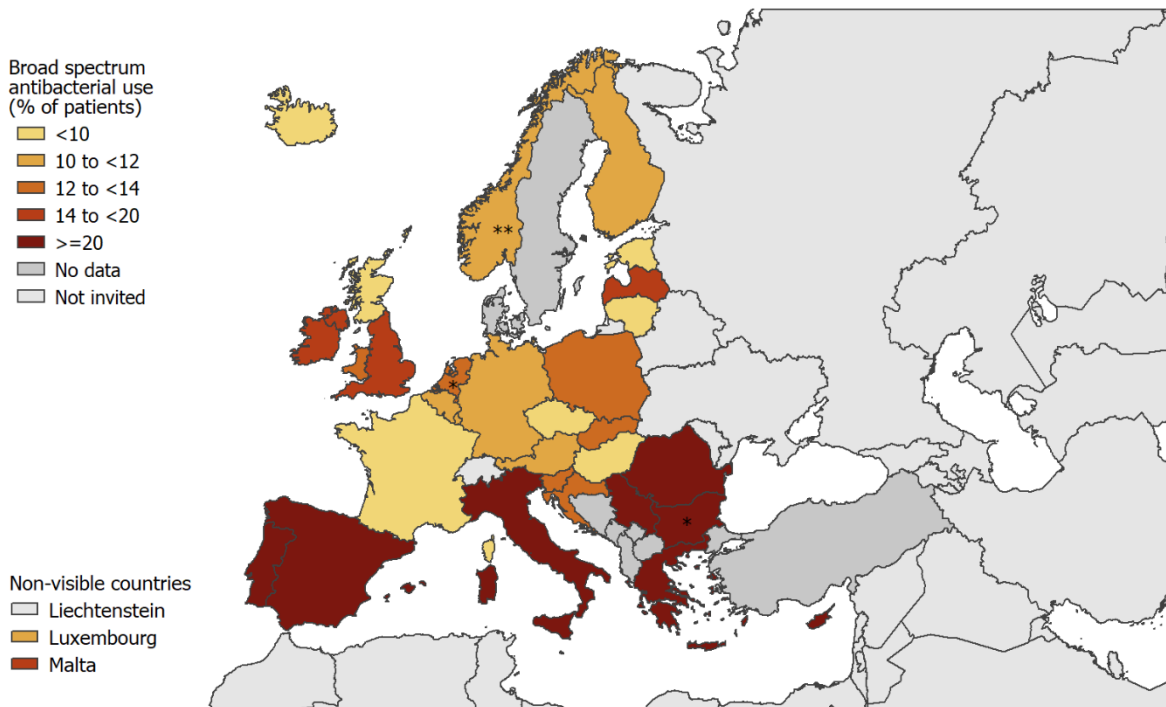 Broad spectrum
antibacterial use
(% of patients)
<10
10 to <12
12 to <14
14 to <20
>=20
No data
Not invited
**
*
*
Non-visible countries
Liechtenstein
Luxembourg
Malta